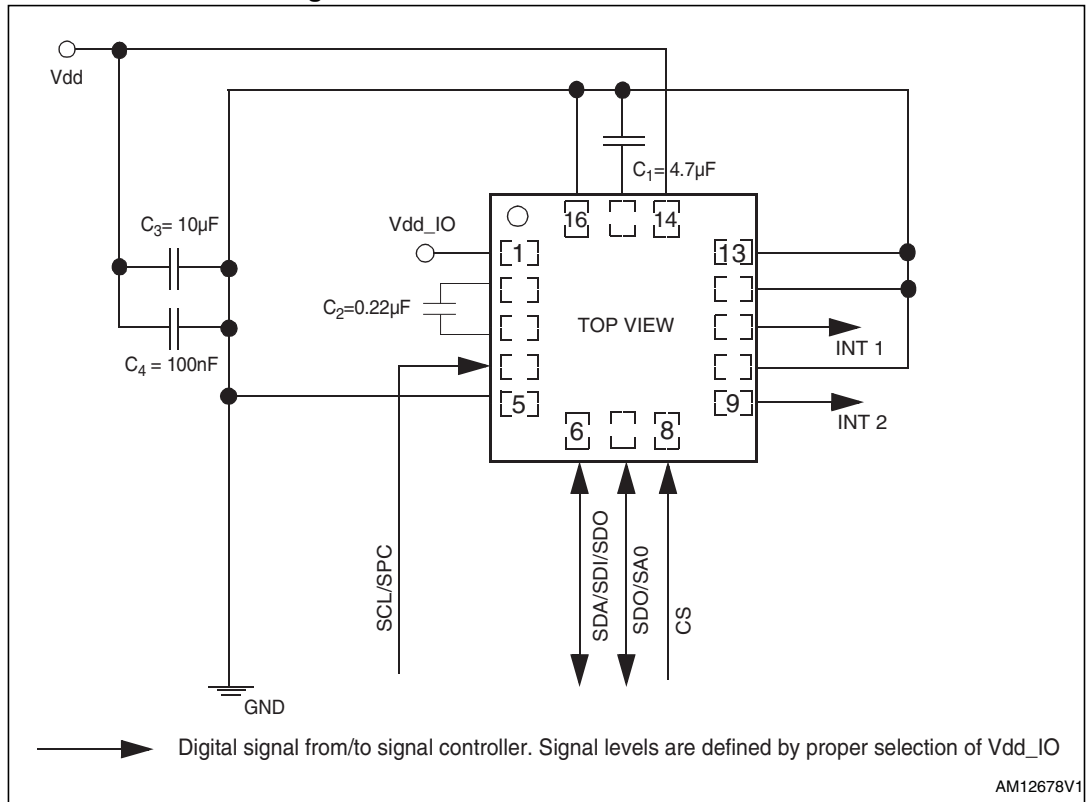 Vdd
C1= 4.7µF
C3= 10µF
Vdd_IO
16
14
1
13
C2=0.22µF
TOP VIEW
INT 1
C4 = 100nF
5
9
INT 2
6
8
SCL/SPC
SDA/SDI/SDO
SDO/SA0
CS
GND
Digital signal from/to signal controller. Signal levels are defined by proper selection of Vdd_IO
AM12678V1